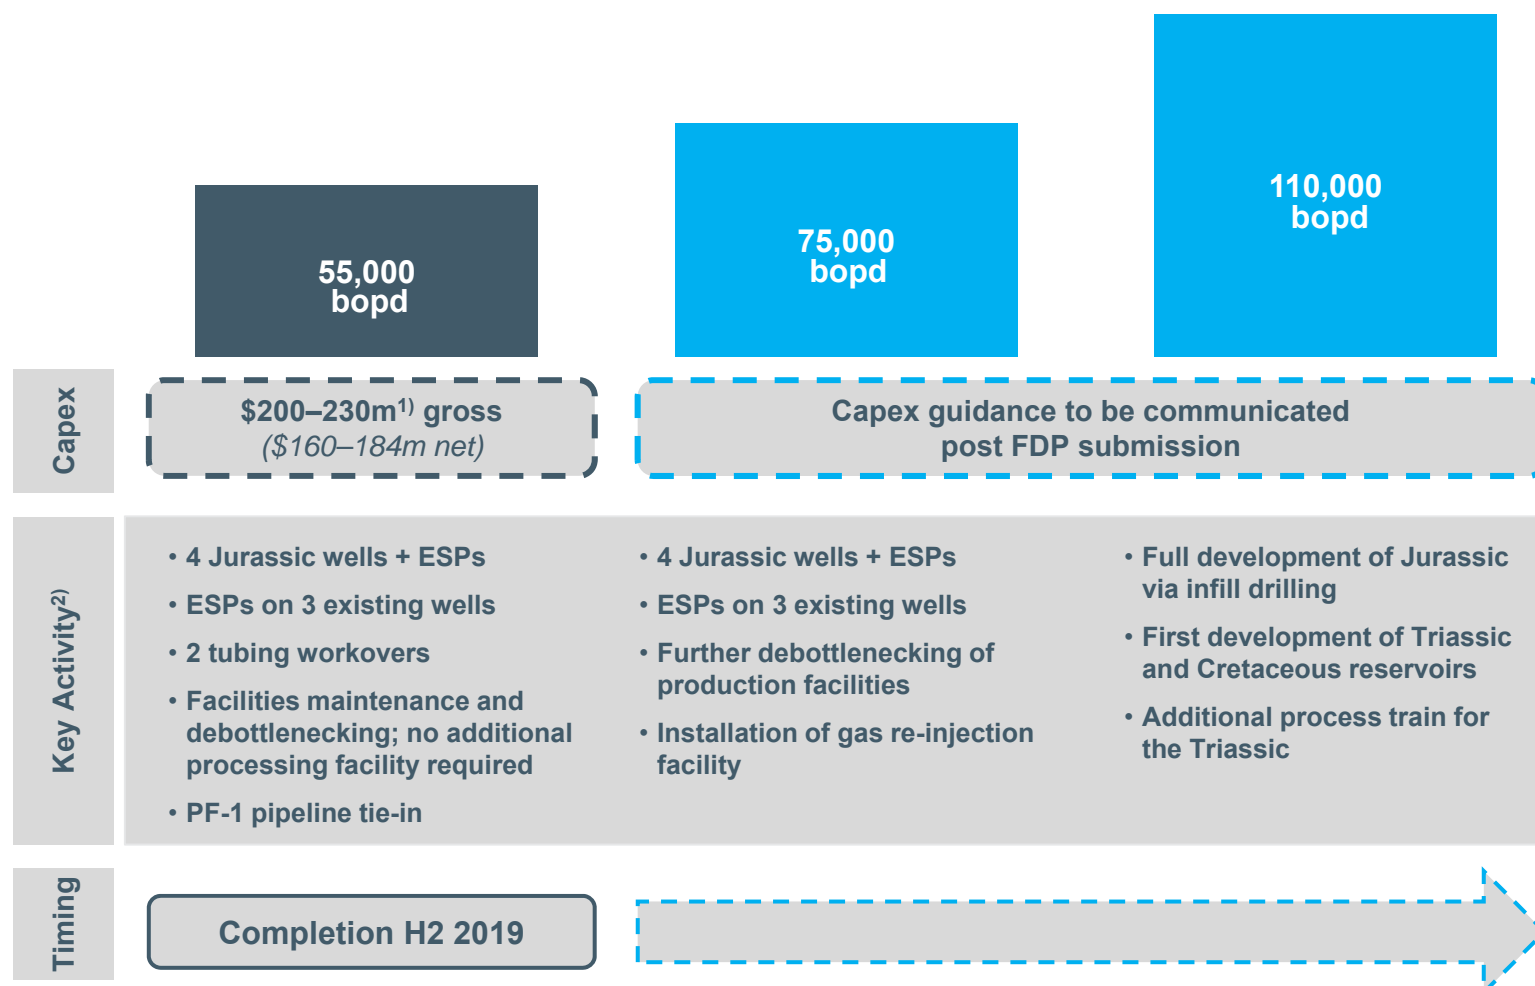 55,000
bopd
75,000
bopd
110,000
bopd
Capex
$200–230m1) gross
($160–184m net)
Capex guidance to be communicated
post FDP submission
Key Activity2)
• 4 Jurassic wells + ESPs
• ESPs on 3 existing wells
• 2 tubing workovers
• Facilities maintenance and
debottlenecking; no additional
processing facility required
• PF-1 pipeline tie-in
• 4 Jurassic wells + ESPs
• ESPs on 3 existing wells
• Further debottlenecking of
production facilities
• Installation of gas re-injection
facility
• Full development of Jurassic
via infill drilling
• First development of Triassic
and Cretaceous reservoirs
• Additional process train for
the Triassic
Timing
Completion H2 2019